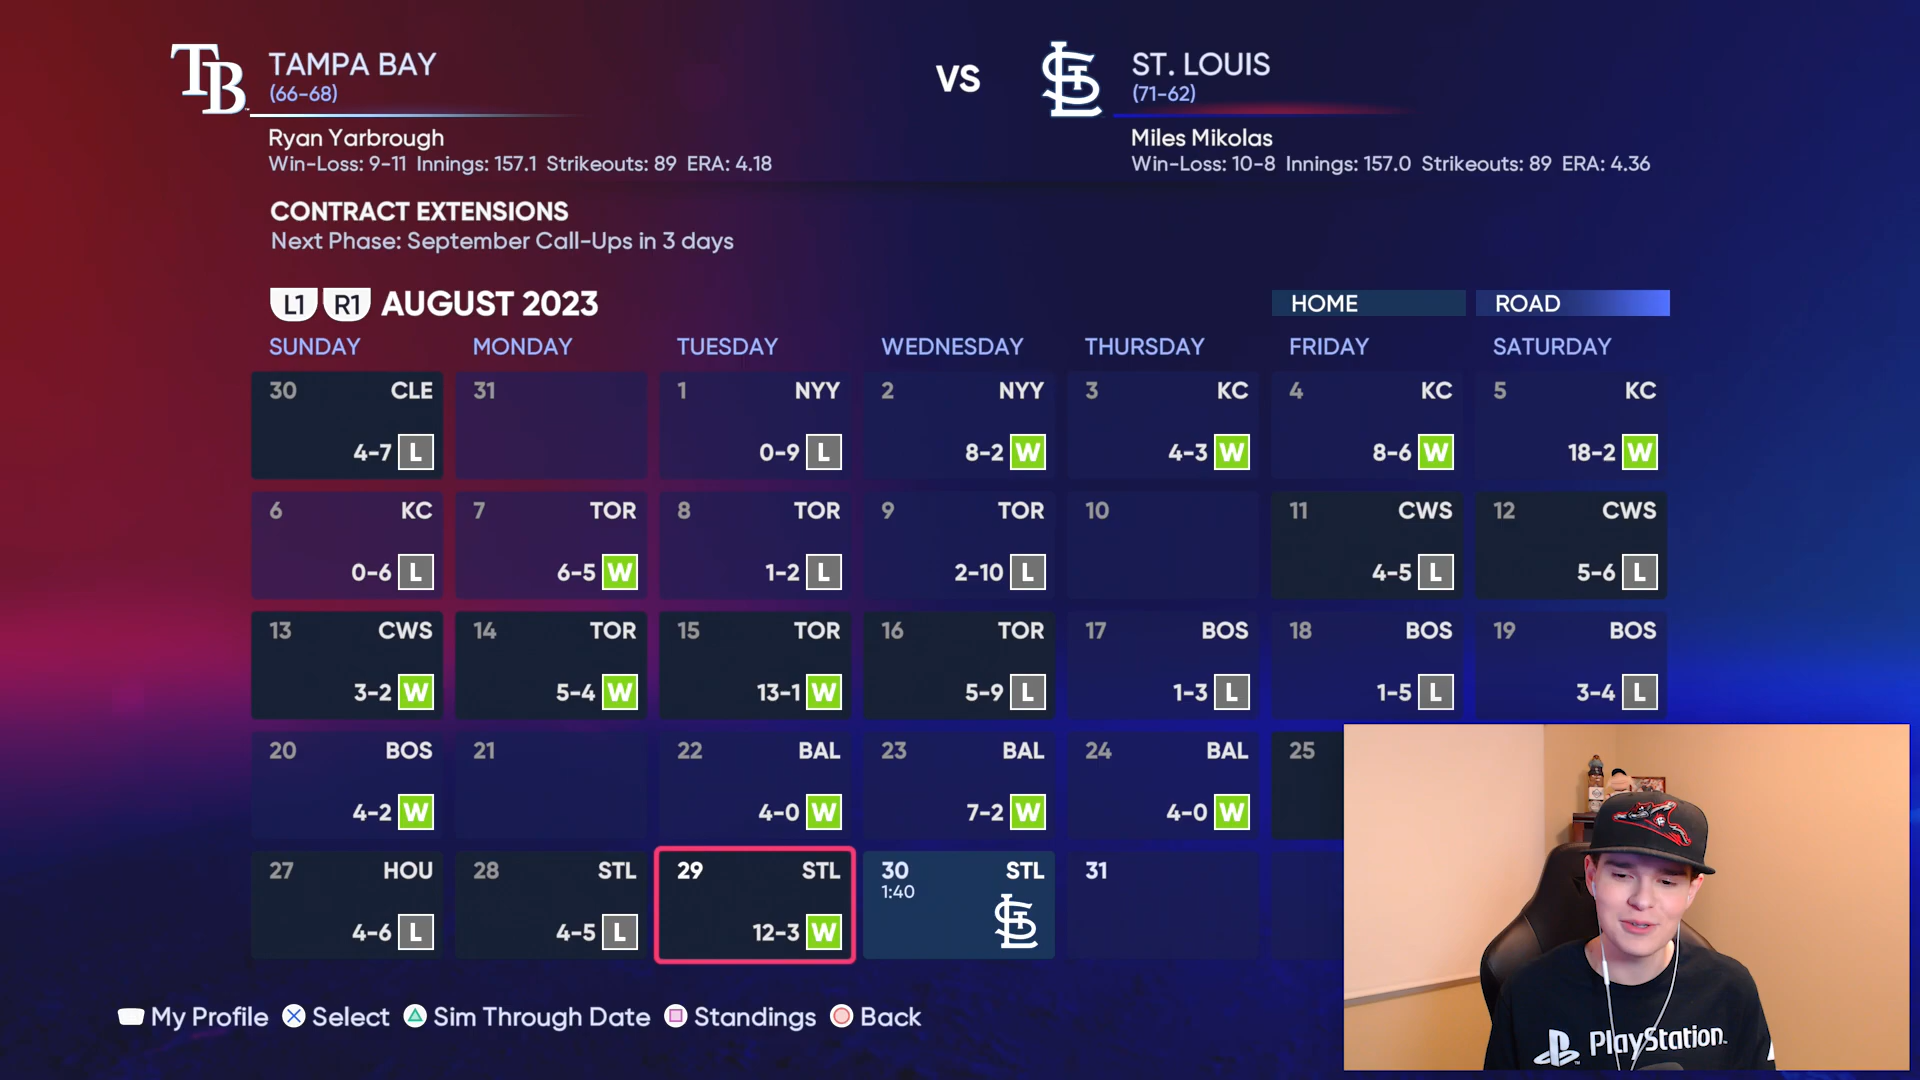 TB TAMPA BAY
(66-68)
VS
STL ST. LOUIS
(71-62)
Ryan Yarbrough
Win-Loss: 9-11 Innings: 157.1 Strikeouts: 89 ERA: 4.18
Miles Mikolas
Win-Loss: 10-8 Innings: 157.0 Strikeouts: 89 ERA: 4.36
CONTRACT EXTENSIONS
Next Phase: September Call-Ups in 3 days
L1 R1 AUGUST 2023
HOME ROAD
SUNDAY MONDAY TUESDAY WEDNESDAY THURSDAY FRIDAY SATURDAY
30 CLE 31 1 NYY 2 NYY 3 KC 4 KC 5 KC
4-7 L 0-9 L 8-2 W 4-3 W 8-6 W 18-2 W
6 KC 7 TOR 8 TOR 9 TOR 10 11 CWS 12 CWS
0-6 L 6-5 W 1-2 L 2-10 L 4-5 L 5-6 L
13 CWS 14 TOR 15 TOR 16 TOR 17 BOS 18 BOS 19 BOS
3-2 W 5-4 W 13-1 W 5-9 L 1-3 L 1-5 L 3-4 L
20 BOS 21 22 BAL 23 BAL 24 BAL 25
4-2 W 4-0 W 7-2 W 4-0 W
27 HOU 28 STL 29 STL 30 STL 31
1:40
STL
4-6 L 4-5 L 12-3 W
My Profile Select Sim Through Date Standings Back
PlayStation